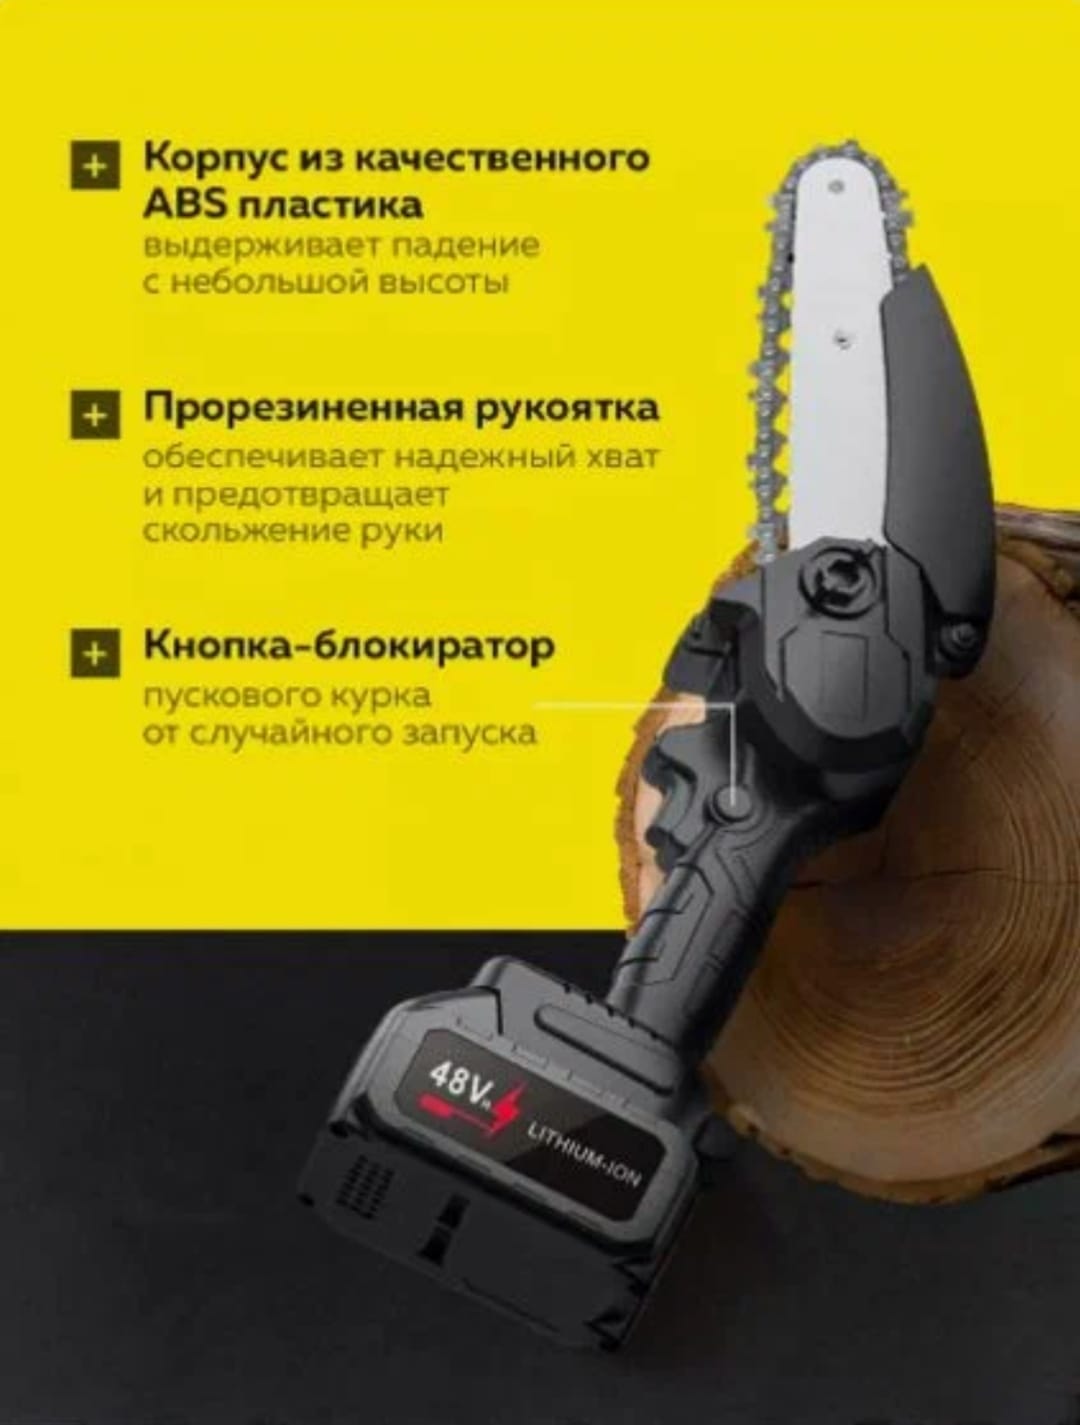 Корпус из качественного
ABS пластика
выдерживает падение
с небольшой высоты
Прорезиненная рукоятка
обеспечивает надежный хват
и предотвращает
скольжение руки
Кнопка-блокиратор
пускового курка
от случайного запуска
48V
LITHIUM-ION